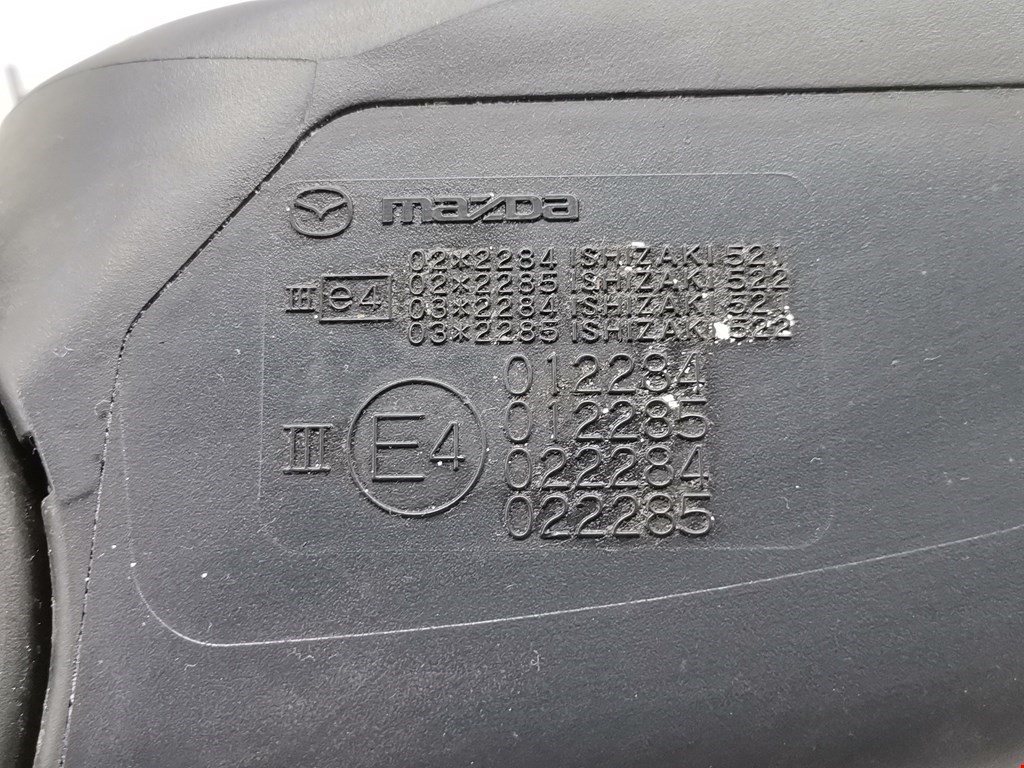 mazda
02*2284 ISHIZAKI 521
02*2285 ISHIZAKI 522
III e4
03*2284 ISHIZAKI 521
03*2285 ISHIZAKI 522
012284
012285
III E4
022284
022285